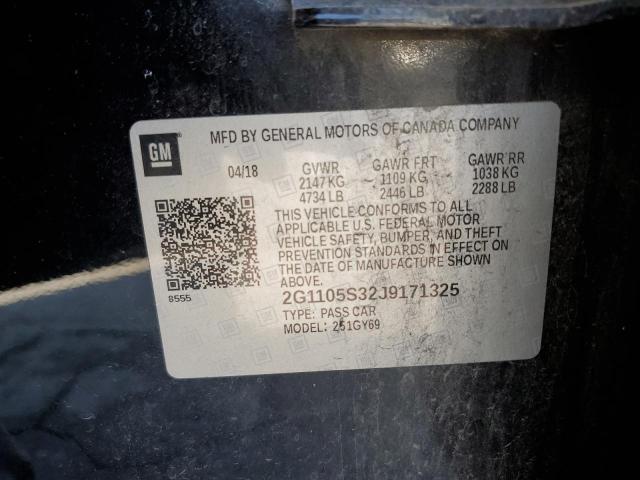 GM
MFD BY GENERAL MOTORS OF CANADA COMPANY
04/18 GVWR GAWR FRT GAWR RR
2147 KG 1109 KG 1038 KG
4734 LB 2446 LB 2288 LB
THIS VEHICLE CONFORMS TO ALL
APPLICABLE U.S. FEDERAL MOTOR
VEHICLE SAFETY, BUMPER, AND THEFT
PREVENTION STANDARDS IN EFFECT ON
THE DATE OF MANUFACTURE SHOWN
ABOVE.
8555
2G1105S32J9171325
TYPE: PASS CAR
MODEL: 251GY69